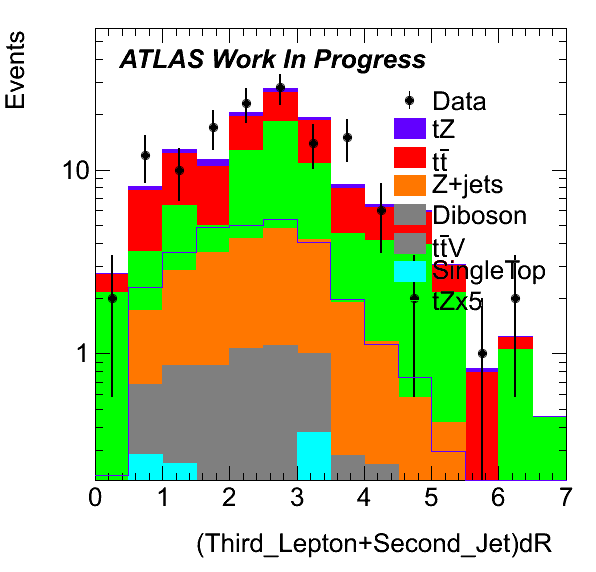 Events
ATLAS Work In Progress
Data
tZ
tt̄
Z+jets
Diboson
tt̄V
SingleTop
tZx5
10
1
0 1 2 3 4 5 6 7
(Third_Lepton+Second_Jet)dR